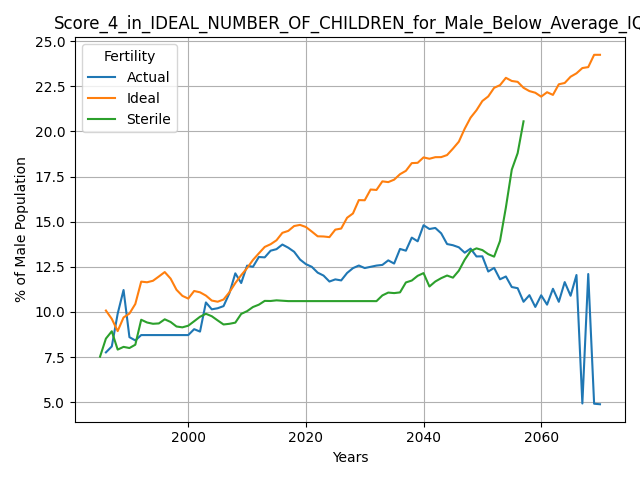 Score_4_in_IDEAL_NUMBER_OF_CHILDREN_for_Male_Below_Average_IQ
25.0
22.5
20.0
17.5
15.0
12.5
10.0
7.5
5.0
% of Male Population
Fertility
Actual
Ideal
Sterile
2000 2020 2040 2060
Years